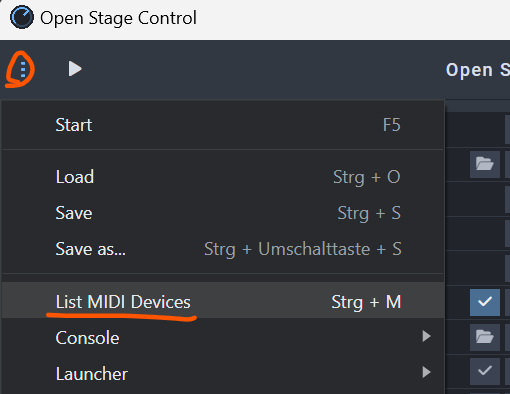 Open Stage Control
Open S
Start F5
Load Strg + O
Save Strg + S
Save as... Strg + Umschalttaste + S
List MIDI Devices Strg + M
Console
Launcher